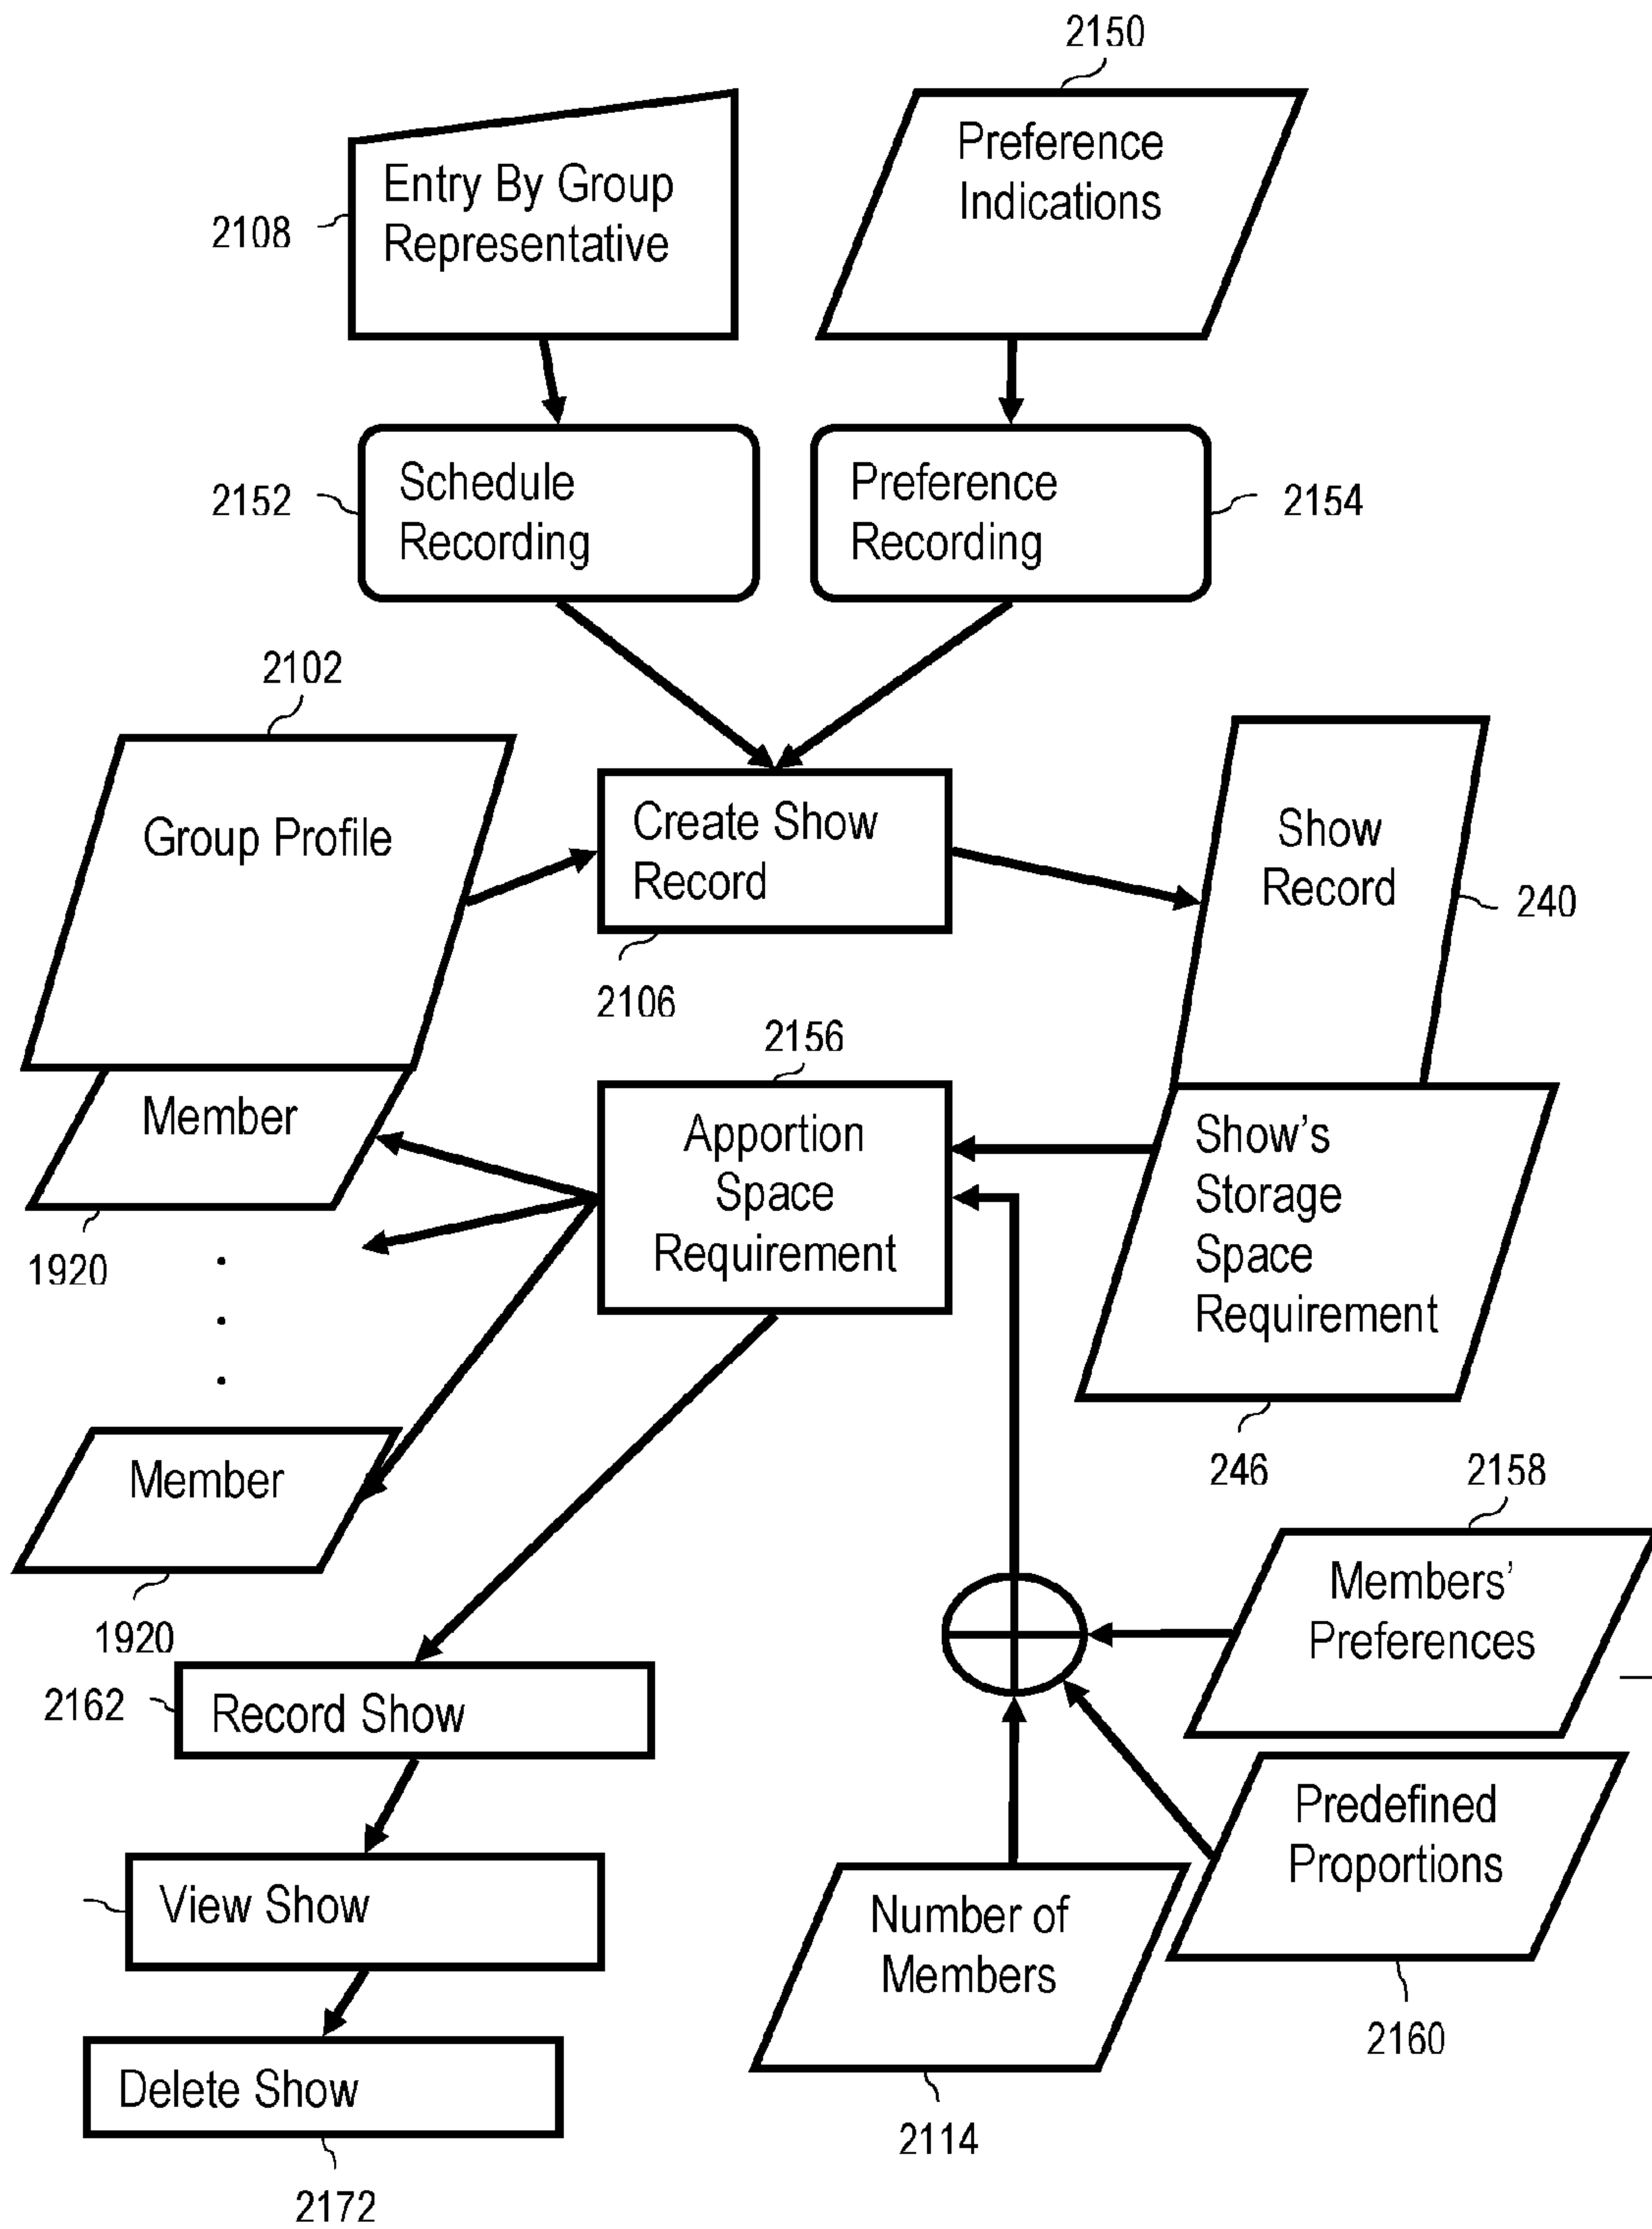 2150
Preference
Indications
Entry By Group
Representative
2108
Schedule
Recording
2152
Preference
Recording
2154
2102
Group Profile
Create Show
Record
2106
Show
Record
240
2156
Member
1920
Apportion
Space
Requirement
Show's
Storage
Space
Requirement
246
Member
1920
2158
Members'
Preferences
2162
Record Show
Predefined
Proportions
2160
View Show
Number of
Members
2114
Delete Show
2172